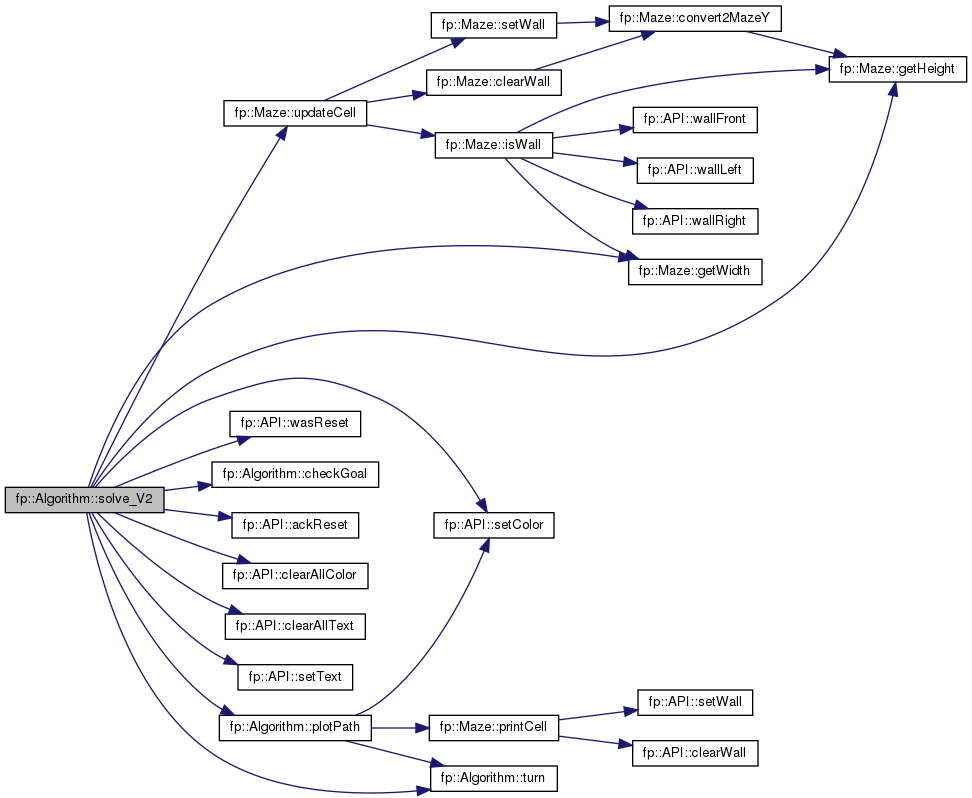 fp::Maze::setWall
fp::Maze::convert2MazeY
fp::Maze::getHeight
fp::Maze::clearWall
fp::Maze::updateCell
fp::API::wallFront
fp::Maze::isWall
fp::API::wallLeft
fp::API::wallRight
fp::Maze::getWidth
fp::API::wasReset
fp::Algorithm::checkGoal
fp::Algorithm::solve_V2
fp::API::ackReset
fp::API::setColor
fp::API::clearAllColor
fp::API::clearAllText
fp::API::setText
fp::Algorithm::plotPath
fp::Maze::printCell
fp::API::setWall
fp::API::clearWall
fp::Algorithm::turn